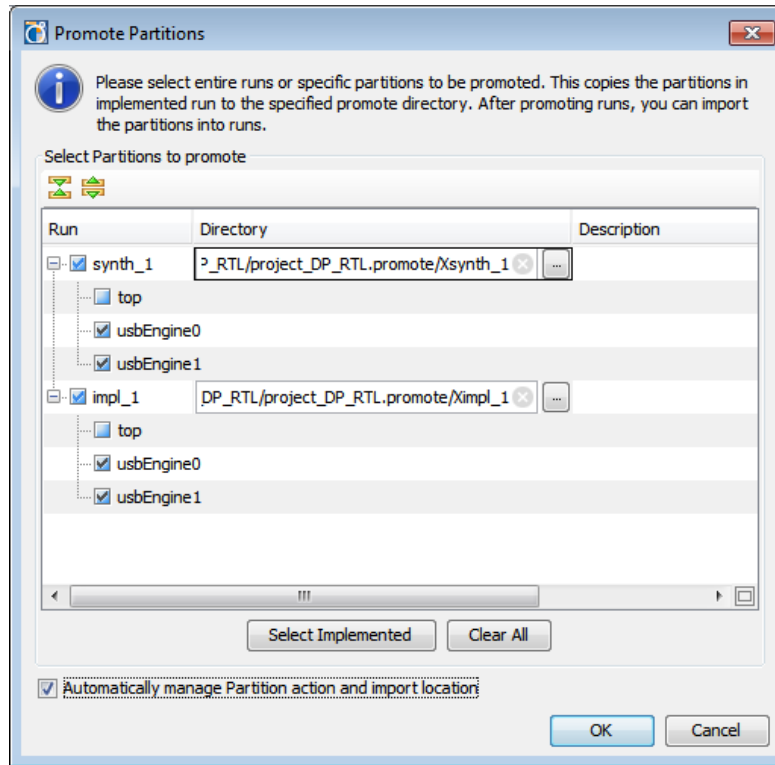 Promote Partitions
Please select entire runs or specific partitions to be promoted. This copies the partitions in
implemented run to the specified promote directory. After promoting runs, you can import
the partitions into runs.
Select Partitions to promote
Run Directory Description
synth_1 P_RTL/project_DP_RTL.promote/Xsynth_1 ...
top
usbEngine0
usbEngine1
impl_1 DP_RTL/project_DP_RTL.promote/Ximpl_1 ...
top
usbEngine0
usbEngine1
Select Implemented Clear All
Automatically manage Partition action and import location
OK Cancel